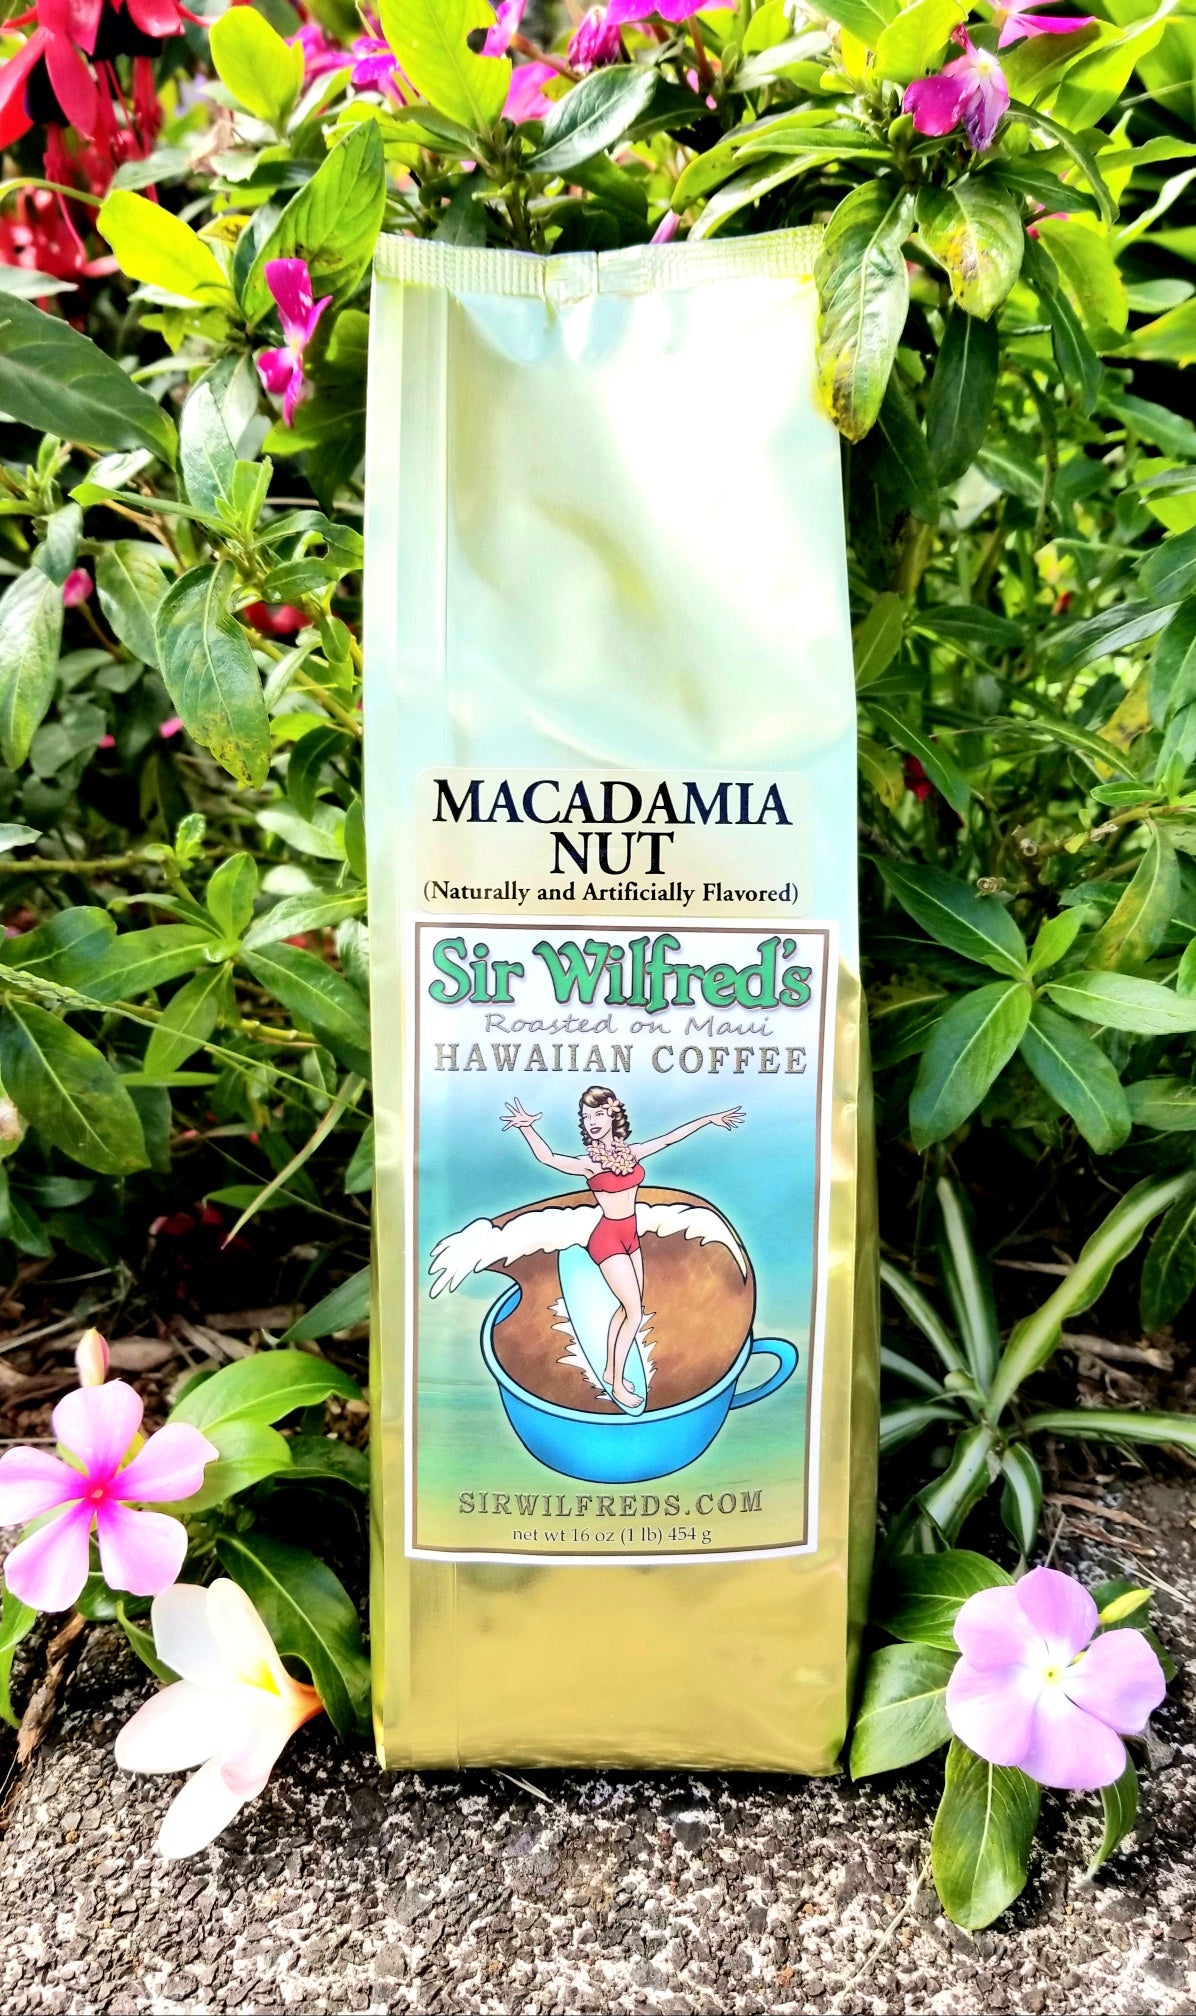 MACADAMIA
NUT
(Naturally and Artificially Flavored)
Sir Wilfred's
Roasted on Maui
HAWAIIAN COFFEE
SIRWILFREDS.COM
net wt 16 oz (1 lb) 454 g